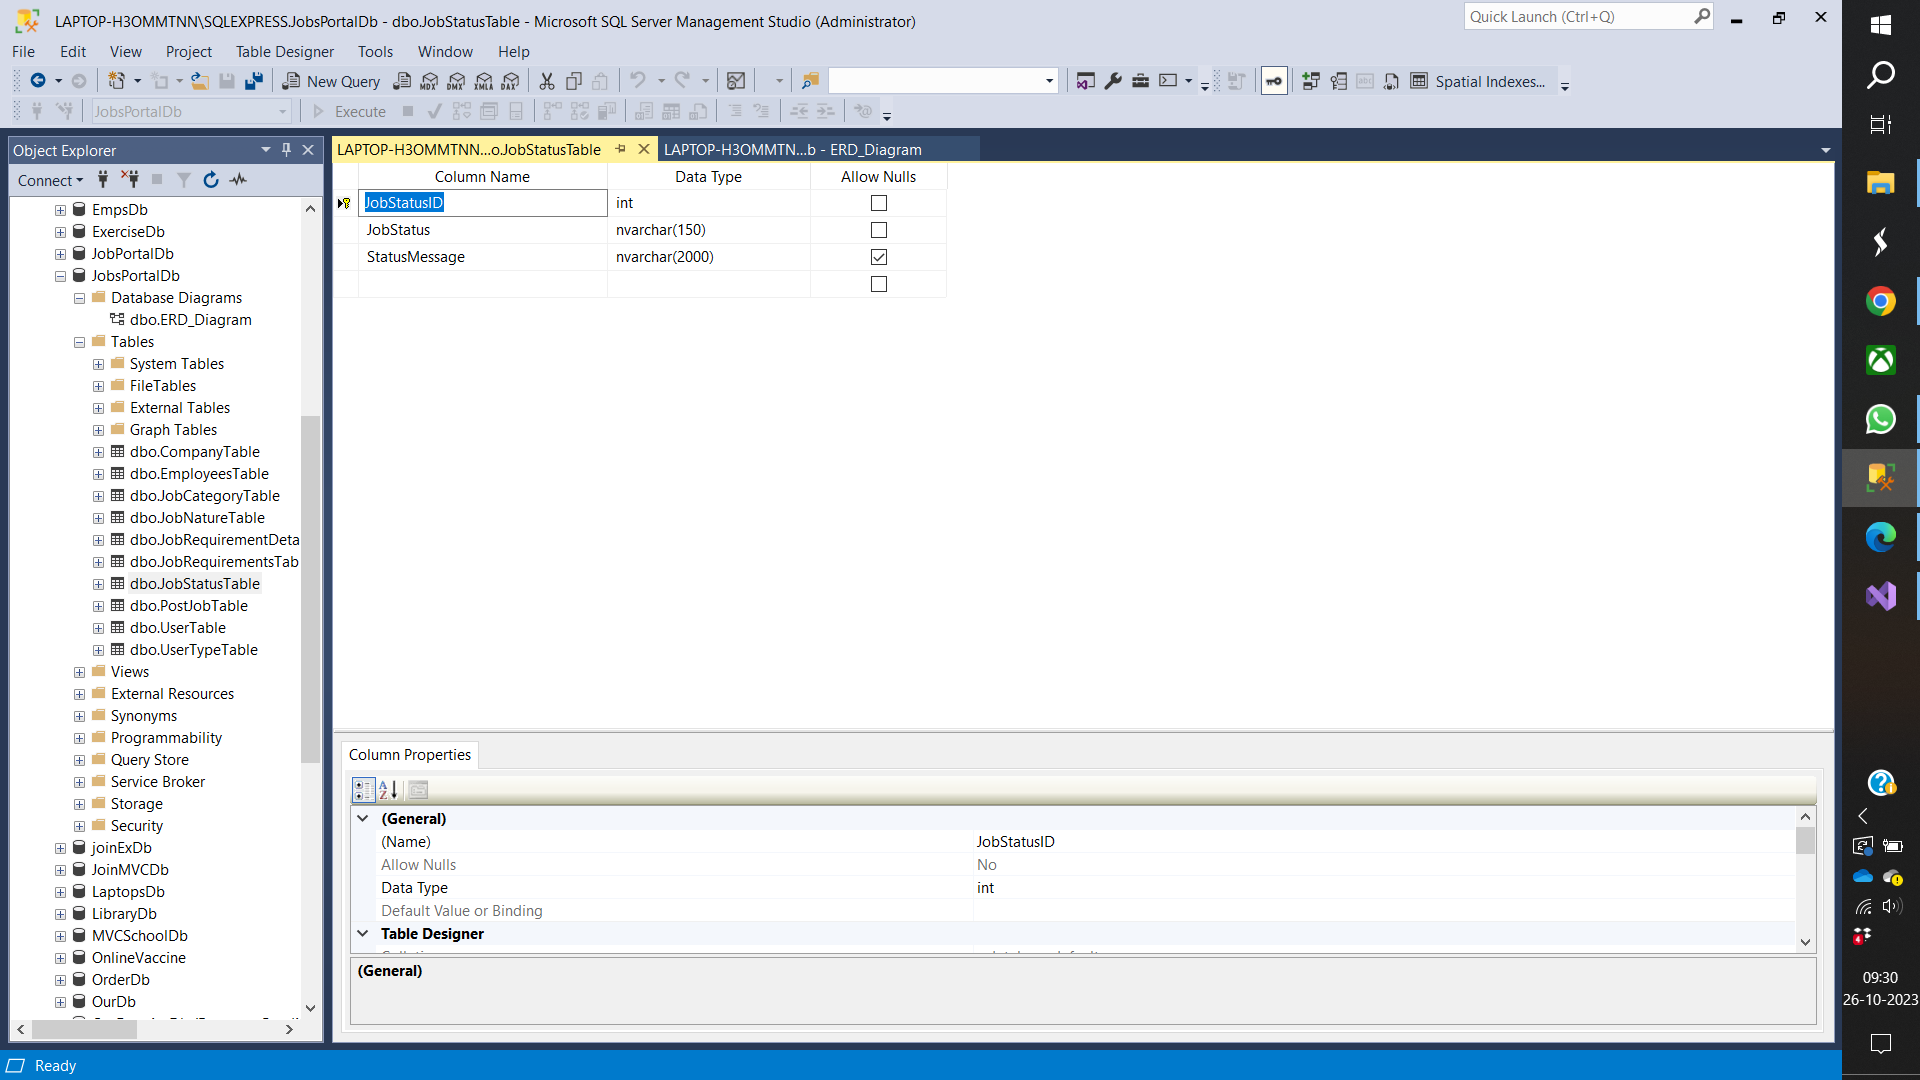 LAPTOP-H3OMMTNN\SQLEXPRESS.JobsPortalDb - dbo.JobStatusTable - Microsoft SQL Server Management Studio (Administrator)
Quick Launch (Ctrl+Q)
File Edit View Project Table Designer Tools Window Help
New Query MDX DMX XMLA DAX Spatial Indexes...
JobsPortalDb Execute
Object Explorer
Connect
EmpsDb
ExerciseDb
JobPortalDb
JobsPortalDb
Database Diagrams
dbo.ERD_Diagram
Tables
System Tables
FileTables
External Tables
Graph Tables
dbo.CompanyTable
dbo.EmployeesTable
dbo.JobCategoryTable
dbo.JobNatureTable
dbo.JobRequirementDeta
dbo.JobRequirementsTab
dbo.JobStatusTable
dbo.PostJobTable
dbo.UserTable
dbo.UserTypeTable
Views
External Resources
Synonyms
Programmability
Query Store
Service Broker
Storage
Security
joinExDb
JoinMVCDb
LaptopsDb
LibraryDb
MVCSchoolDb
OnlineVaccine
OrderDb
OurDb
LAPTOP-H3OMMTNN...o.JobStatusTable LAPTOP-H3OMMTN...b - ERD_Diagram
Column Name Data Type Allow Nulls
JobStatusID int
JobStatus nvarchar(150)
StatusMessage nvarchar(2000)
Column Properties
(General)
(Name) JobStatusID
Allow Nulls No
Data Type int
Default Value or Binding
Table Designer
(General)
Ready
4
09:30
26-10-2023